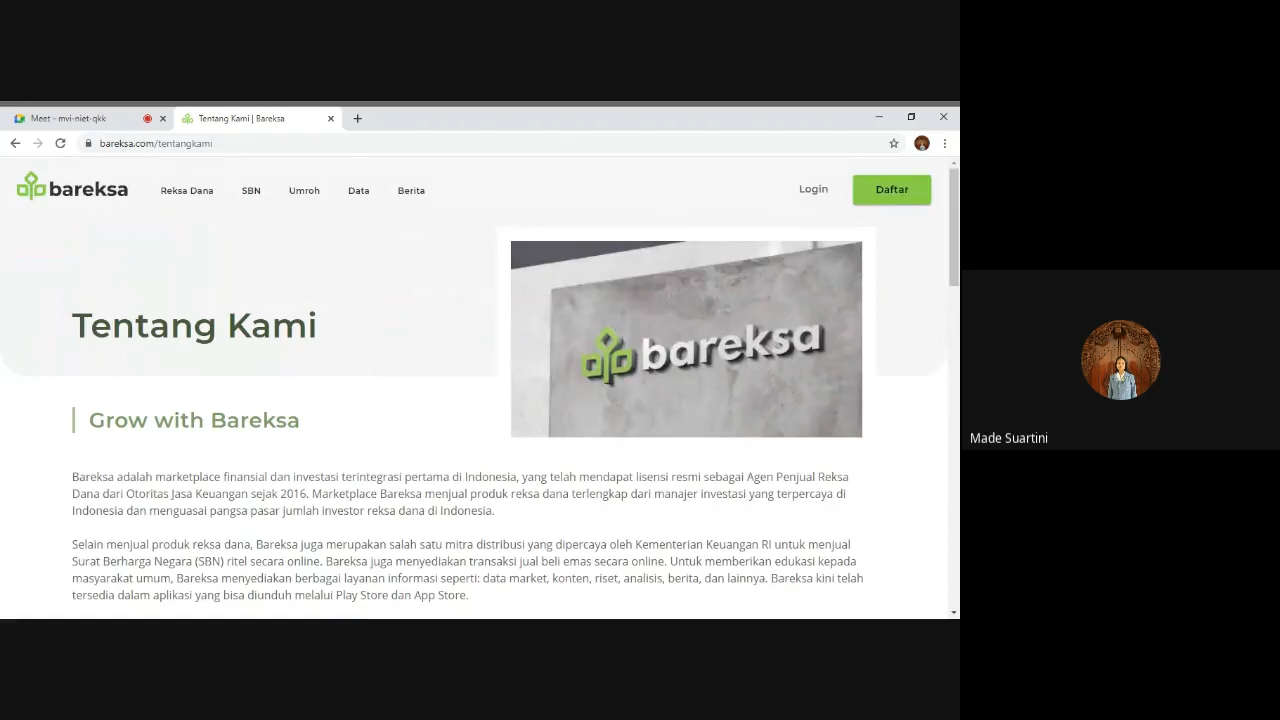 Meet - mvi-niet-qkk
Tentang Kami | Bareksa
bareksa.com/tentangkami
bareksa
Reksa Dana
SBN
Umroh
Data
Berita
Login
Daftar
Tentang Kami
bareksa
Grow with Bareksa
Bareksa adalah marketplace finansial dan investasi terintegrasi pertama di Indonesia, yang telah mendapat lisensi resmi sebagai Agen Penjual Reksa
Dana dari Otoritas Jasa Keuangan sejak 2016. Marketplace Bareksa menjual produk reksa dana terlengkap dari manajer investasi yang terpercaya di
Indonesia dan menguasai pangsa pasar jumlah investor reksa dana di Indonesia.
Selain menjual produk reksa dana, Bareksa juga merupakan salah satu mitra distribusi yang dipercaya oleh Kementerian Keuangan RI untuk menjual
Surat Berharga Negara (SBN) ritel secara online. Bareksa juga menyediakan transaksi jual beli emas secara online. Untuk memberikan edukasi kepada
masyarakat umum, Bareksa menyediakan berbagai layanan informasi seperti: data market, konten, riset, analisis, berita, dan lainnya. Bareksa kini telah
tersedia dalam aplikasi yang bisa diunduh melalui Play Store dan App Store.
Made Suartini